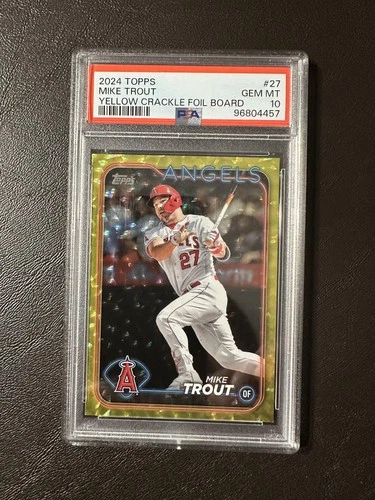 2024 TOPPS #27
MIKE TROUT GEM MT
YELLOW CRACKLE FOIL BOARD 10
PSA 96804457
Topps
ANGELS
ANGELS
27
A
MIKE
TROUT OF